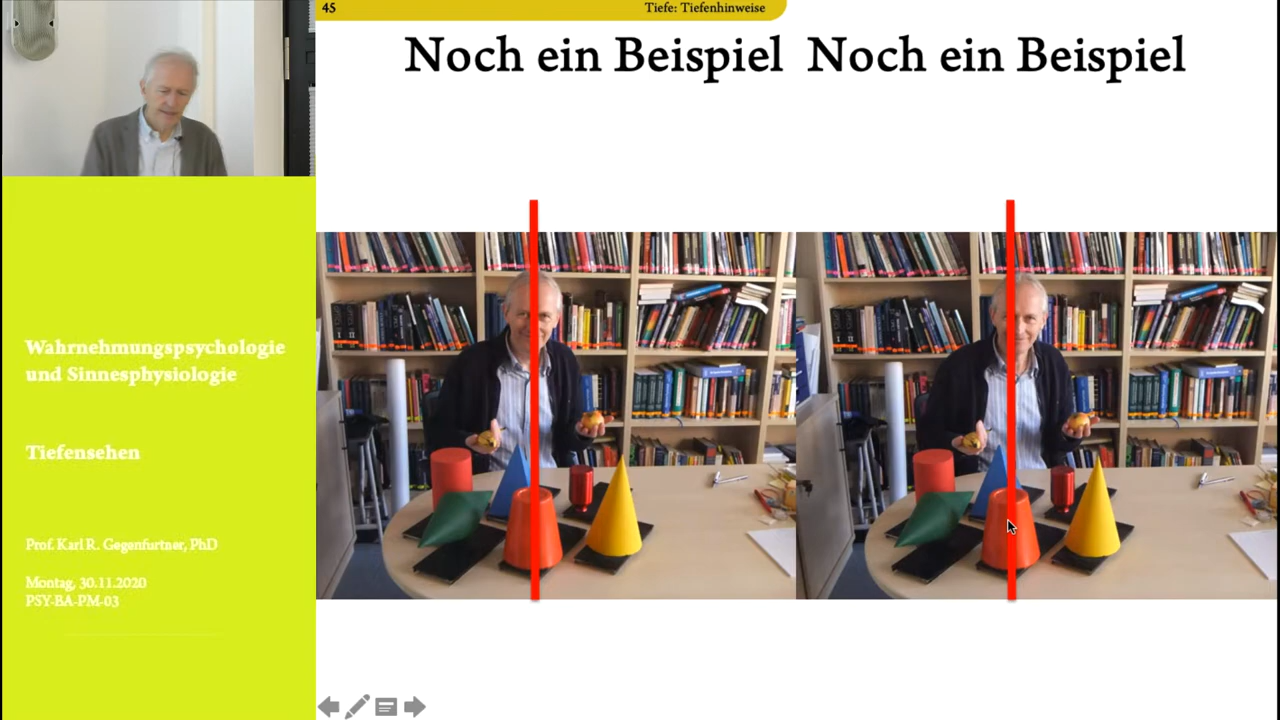 45
Tiefe: Tiefenhinweise
Noch ein Beispiel Noch ein Beispiel
Wahrnehmungspsychologie
und Sinnesphysiologie
Tiefensehen
Prof. Karl R. Gegenfurtner, PhD
Montag, 30.11.2020
PSY-BA-PM-03